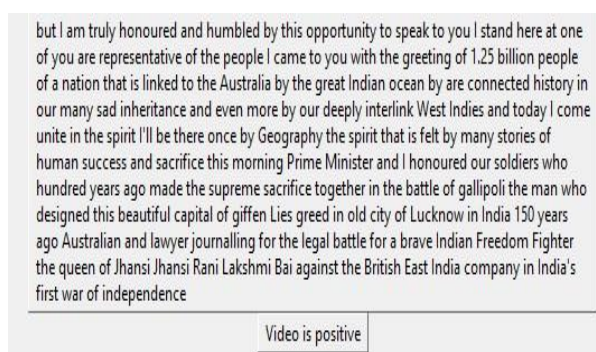 but I am truly honoured and humbled by this opportunity to speak to you I stand here at one
of you are representative of the people I came to you with the greeting of 1.25 billion people
of a nation that is linked to the Australia by the great Indian ocean by are connected history in
our many sad inheritance and even more by our deeply interlink West Indies and today I come
unite in the spirit I'll be there once by Geography the spirit that is felt by many stories of
human success and sacrifice this morning Prime Minister and I honoured our soldiers who
hundred years ago made the supreme sacrifice together in the battle of gallipoli the man who
designed this beautiful capital of giffen Lies greed in old city of Lucknow in India 150 years
ago Australian and lawyer journalling for the legal battle for a brave Indian Freedom Fighter
the queen of Jhansi Jhansi Rani Lakshmi Bai against the British East India company in India's
first war of independence
Video is positive